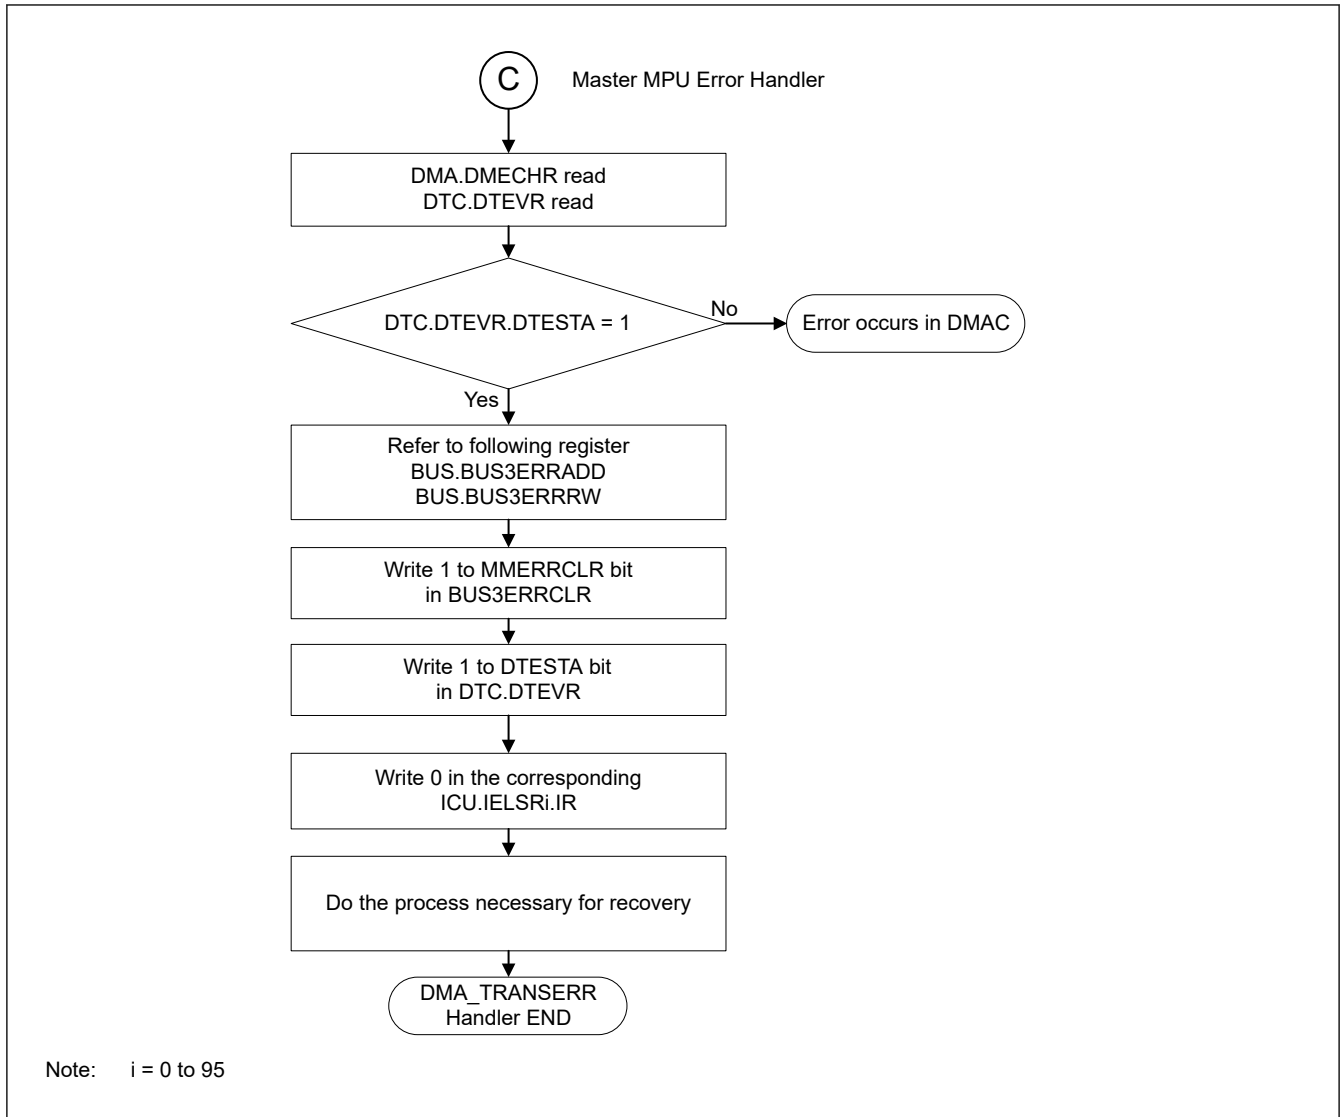 C
Master MPU Error Handler
DMA.DMECHR read
DTC.DTEVR read
DTC.DTEVR.DTESTA = 1
No
Error occurs in DMAC
Yes
Refer to following register
BUS.BUS3ERRADD
BUS.BUS3ERRRW
Write 1 to MMERRCLR bit
in BUS3ERRCLR
Write 1 to DTESTA bit
in DTC.DTEVR
Write 0 in the corresponding
ICU.IELSRi.IR
Do the process necessary for recovery
DMA_TRANSERR
Handler END
Note: i = 0 to 95